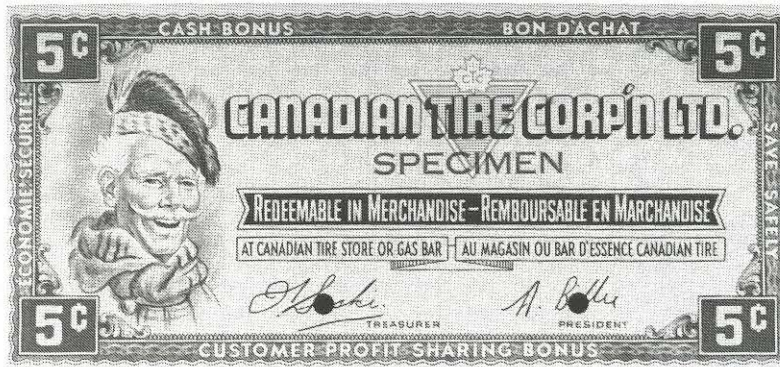 5¢ CASH BONUS BON D'ACHAT 5¢
ÉCONOMIE-SÉCURITÉ
SAVE-SAFELY
CANADIAN TIRE CORP'N LTD.
SPECIMEN
REDEEMABLE IN MERCHANDISE – REMBOURSABLE EN MARCHANDISE
AT CANADIAN TIRE STORE OR GAS BAR AU MAGASIN OU BAR D'ESSENCE CANADIAN TIRE
TREASURER PRESIDENT
5¢ CUSTOMER PROFIT SHARING BONUS 5¢